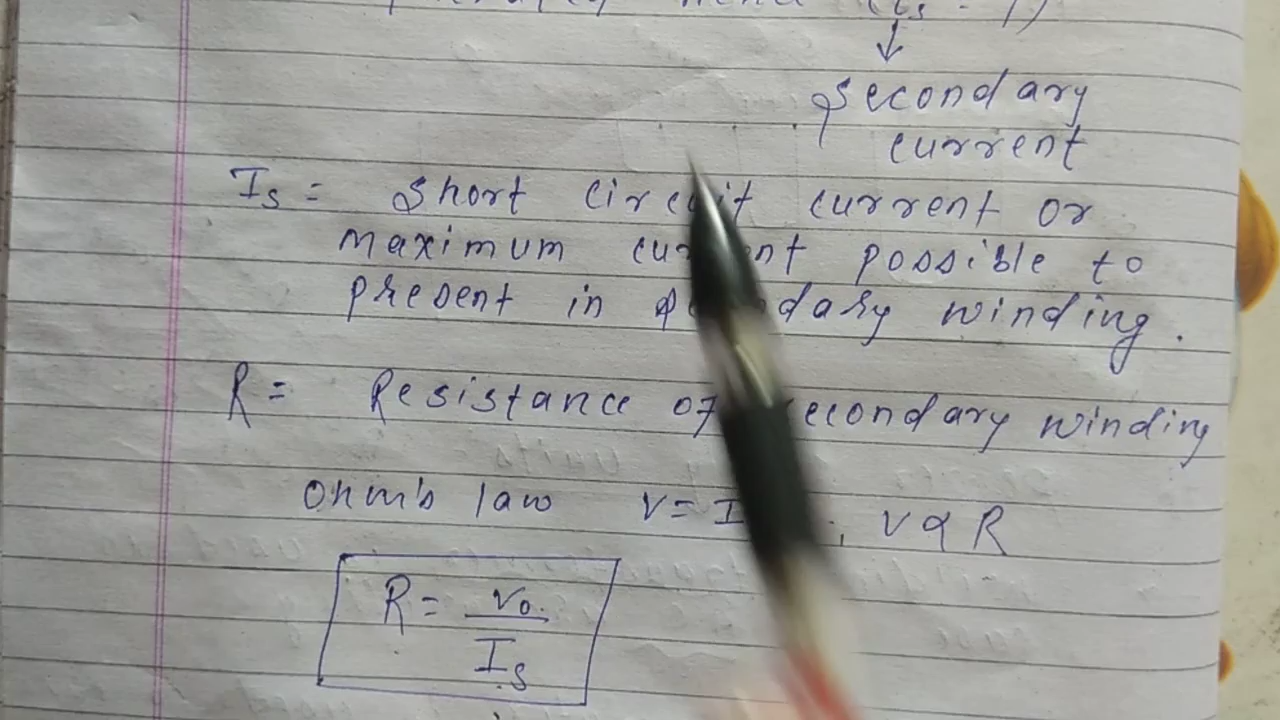 ↓
secondary
current
Is = Short circuit current or
maximum current possible to
present in secondary winding.
R = Resistance of secondary winding
ohm's law V = I , V ∝ R
R = Vo / Is